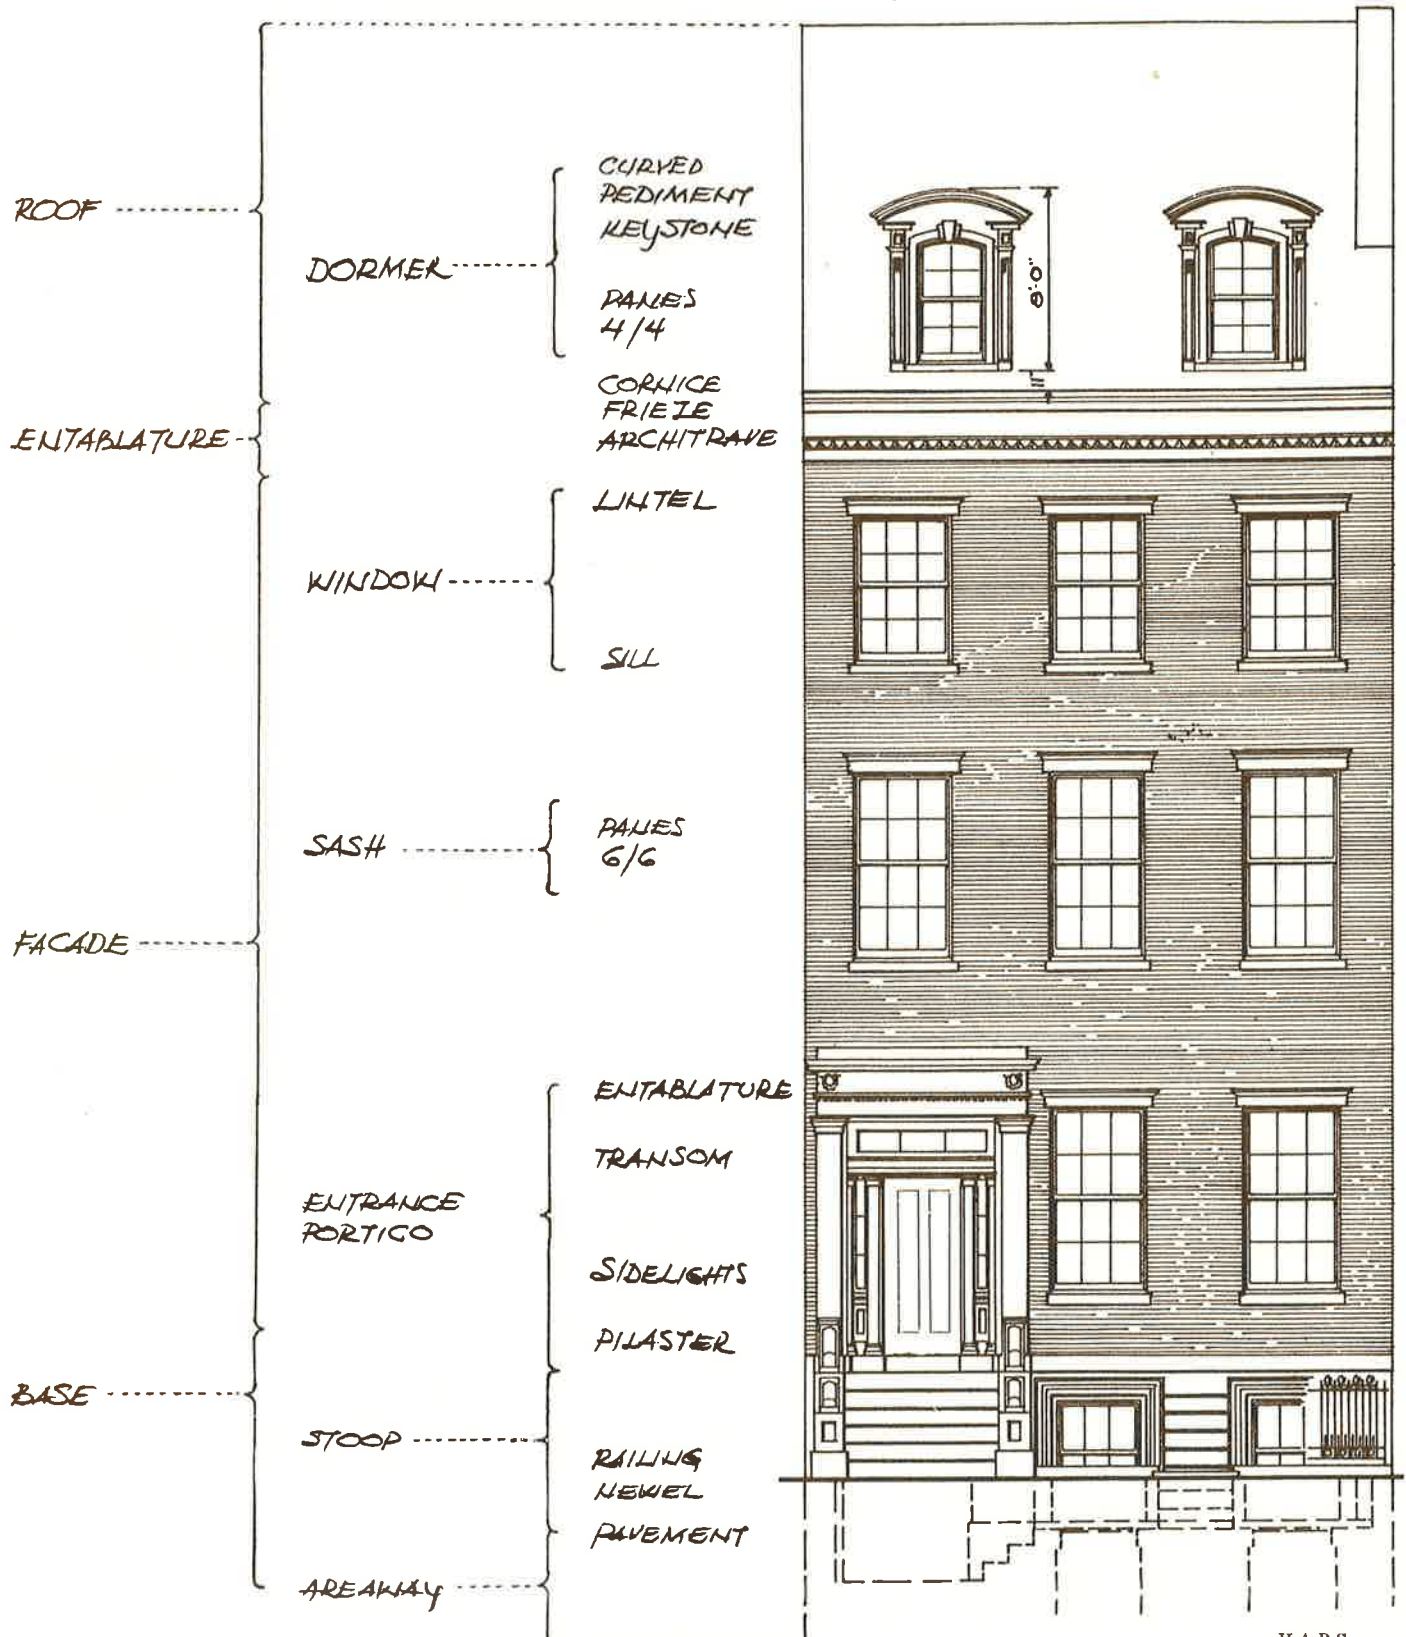 ROOF
DORMER
CURVED
PEDIMENT
KEYSTONE
PANES
4/4
8'-0"
11"
ENTABLATURE
CORNICE
FRIEZE
ARCHITRAVE
WINDOW
LINTEL
SILL
SASH
PANES
6/6
FACADE
ENTRANCE
PORTICO
ENTABLATURE
TRANSOM
SIDELIGHTS
PILASTER
BASE
STOOP
RAILING
NEWEL
PAVEMENT
AREAWAY